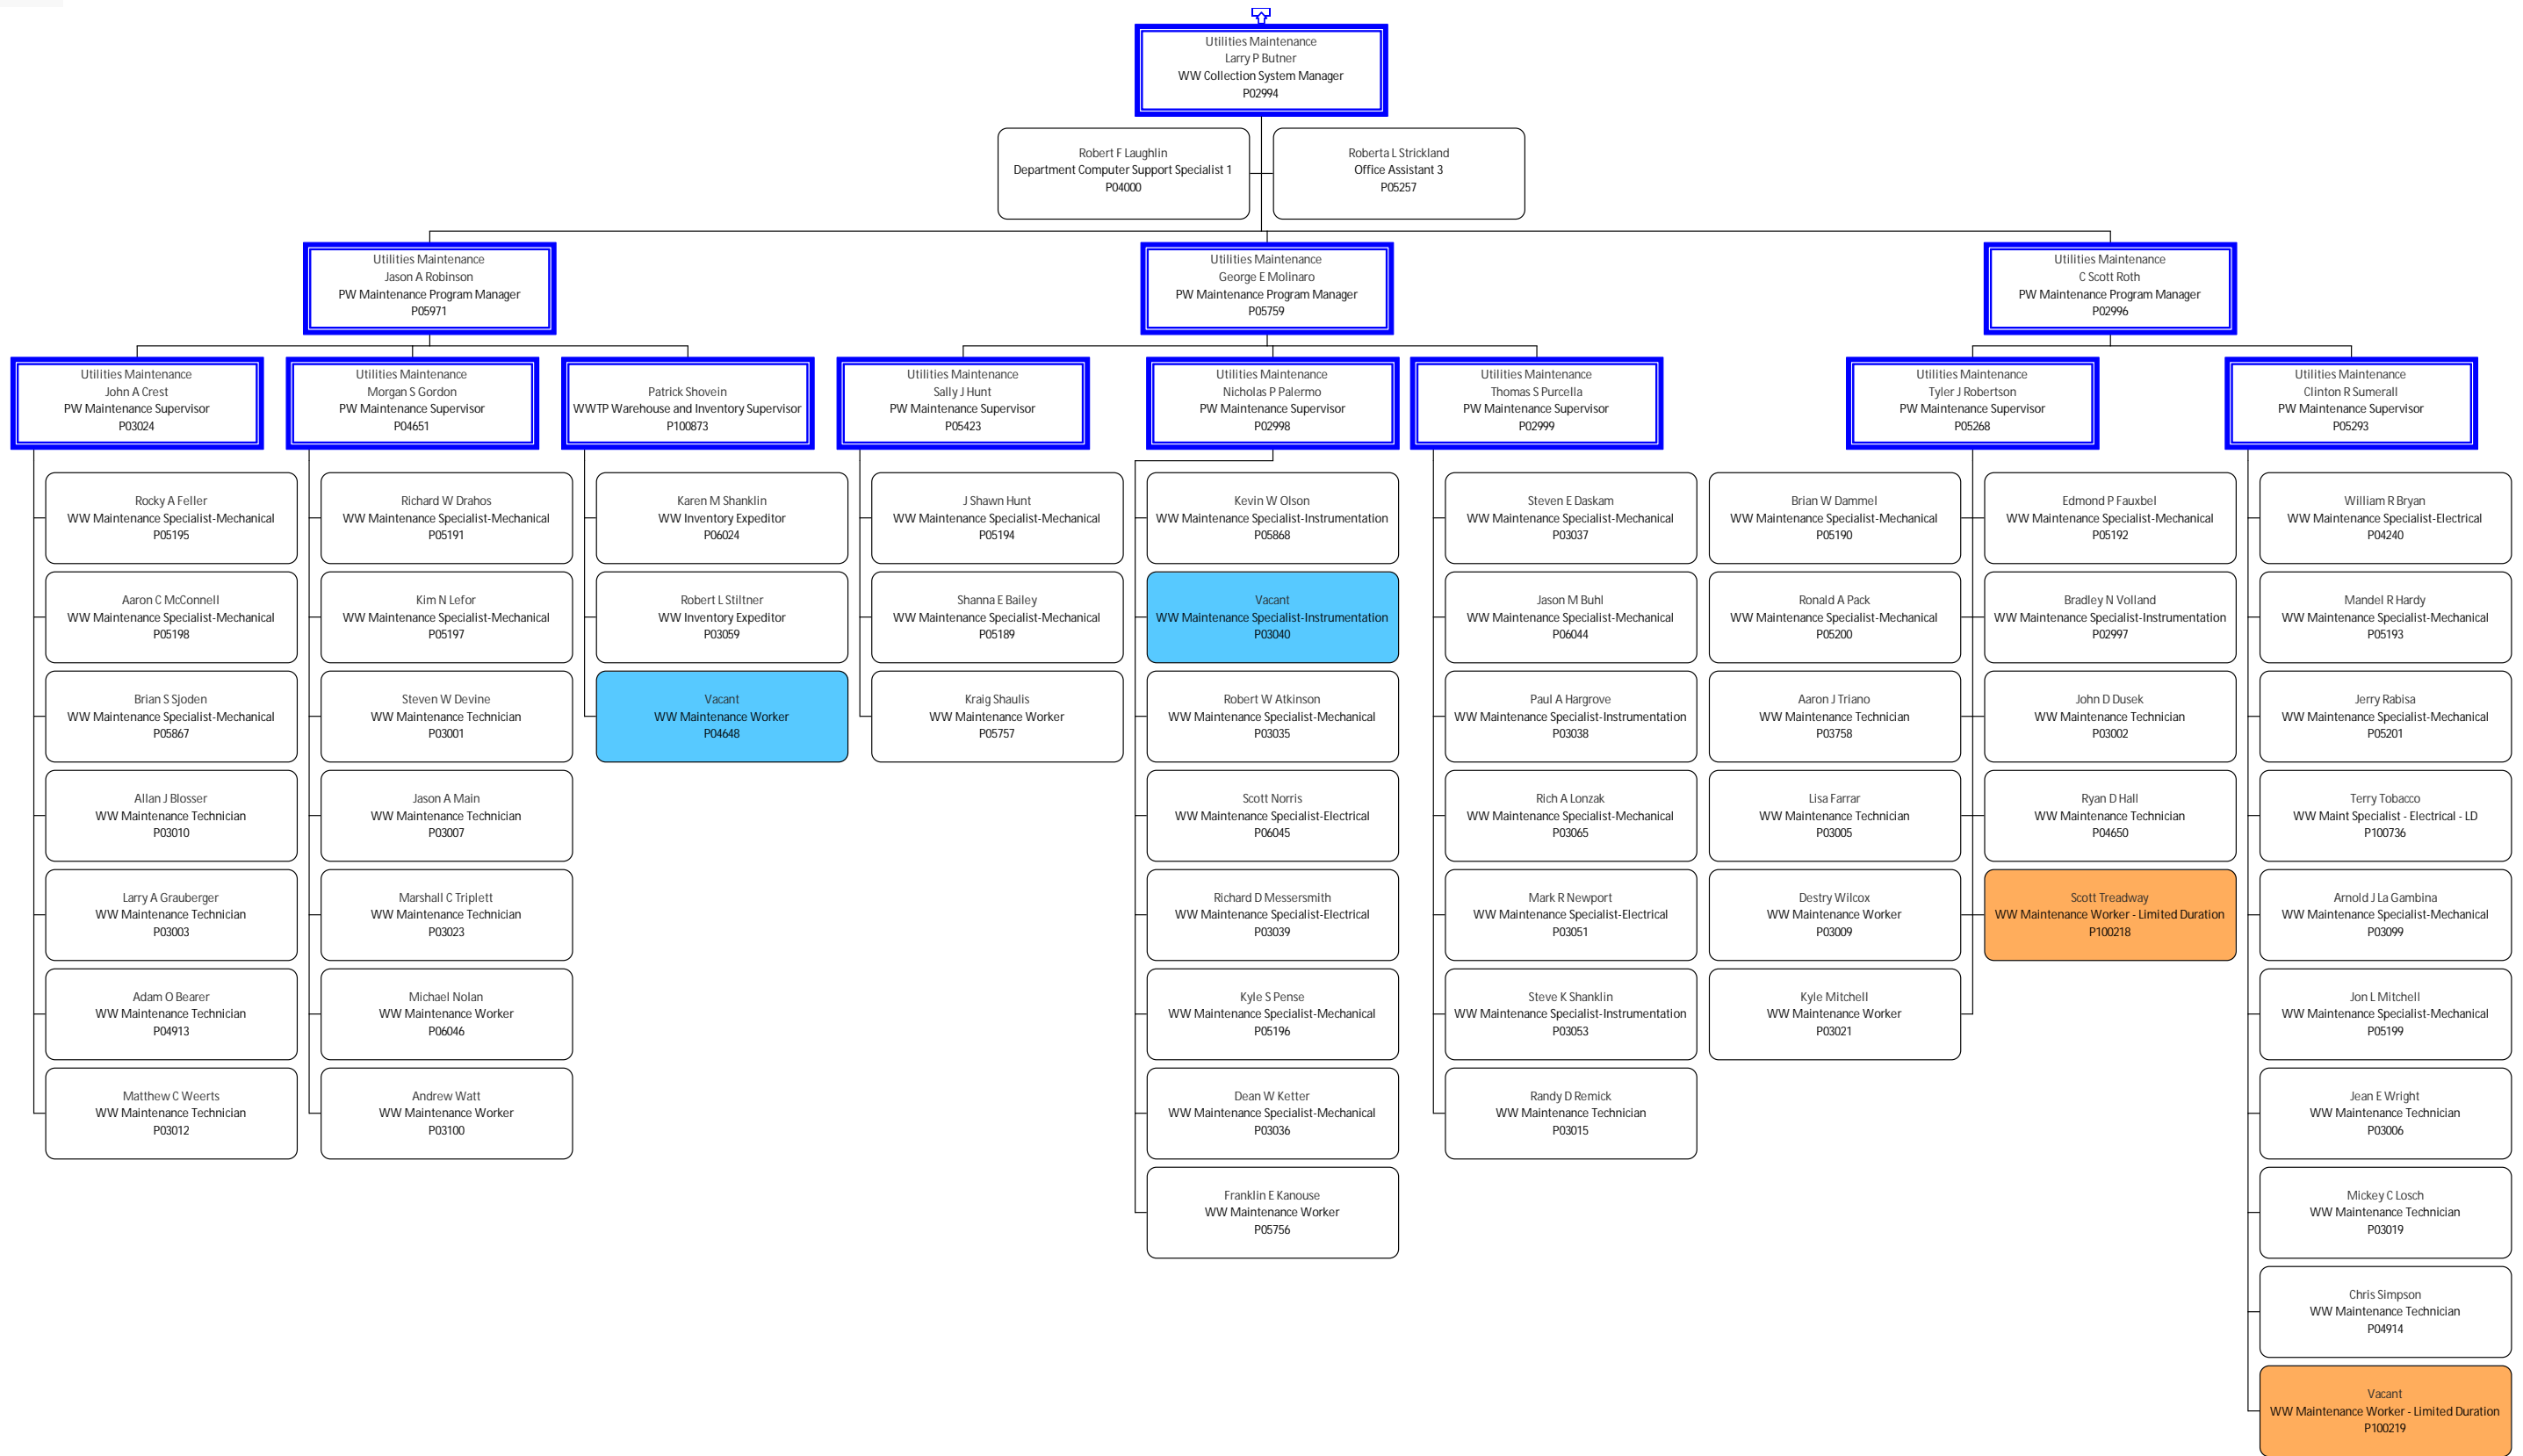 Utilities Maintenance
Larry P Butner
WW Collection System Manager
P02994
Robert F Laughlin
Department Computer Support Specialist 1
P04000
Roberta L Strickland
Office Assistant 3
P05257
Utilities Maintenance
Jason A Robinson
PW Maintenance Program Manager
P05971
Utilities Maintenance
George E Molinaro
PW Maintenance Program Manager
P05759
Utilities Maintenance
C Scott Roth
PW Maintenance Program Manager
P02996
Utilities Maintenance
John A Crest
PW Maintenance Supervisor
P03024
Utilities Maintenance
Morgan S Gordon
PW Maintenance Supervisor
P04651
Patrick Shovein
WWTP Warehouse and Inventory Supervisor
P100873
Utilities Maintenance
Sally J Hunt
PW Maintenance Supervisor
P05423
Utilities Maintenance
Nicholas P Palermo
PW Maintenance Supervisor
P02998
Utilities Maintenance
Thomas S Purcella
PW Maintenance Supervisor
P02999
Utilities Maintenance
Tyler J Robertson
PW Maintenance Supervisor
P05268
Utilities Maintenance
Clinton R Sumerall
PW Maintenance Supervisor
P05293
Rocky A Feller
WW Maintenance Specialist-Mechanical
P05195
Aaron C McConnell
WW Maintenance Specialist-Mechanical
P05198
Brian S Sjoden
WW Maintenance Specialist-Mechanical
P05867
Allan J Blosser
WW Maintenance Technician
P03010
Larry A Grauberger
WW Maintenance Technician
P03003
Adam O Bearer
WW Maintenance Technician
P04913
Matthew C Weerts
WW Maintenance Technician
P03012
Richard W Drahos
WW Maintenance Specialist-Mechanical
P05191
Kim N Lefor
WW Maintenance Specialist-Mechanical
P05197
Steven W Devine
WW Maintenance Technician
P03001
Jason A Main
WW Maintenance Technician
P03007
Marshall C Triplett
WW Maintenance Technician
P03023
Michael Nolan
WW Maintenance Worker
P06046
Andrew Watt
WW Maintenance Worker
P03100
Karen M Shanklin
WW Inventory Expeditor
P06024
Robert L Stiltner
WW Inventory Expeditor
P03059
Vacant
WW Maintenance Worker
P04648
J Shawn Hunt
WW Maintenance Specialist-Mechanical
P05194
Shanna E Bailey
WW Maintenance Specialist-Mechanical
P05189
Kraig Shaulis
WW Maintenance Worker
P05757
Kevin W Olson
WW Maintenance Specialist-Instrumentation
P05868
Vacant
WW Maintenance Specialist-Instrumentation
P03040
Robert W Atkinson
WW Maintenance Specialist-Mechanical
P03035
Scott Norris
WW Maintenance Specialist-Electrical
P06045
Richard D Messersmith
WW Maintenance Specialist-Electrical
P03039
Kyle S Pense
WW Maintenance Specialist-Mechanical
P05196
Dean W Ketter
WW Maintenance Specialist-Mechanical
P03036
Franklin E Kanouse
WW Maintenance Worker
P05756
Steven E Daskam
WW Maintenance Specialist-Mechanical
P03037
Jason M Buhl
WW Maintenance Specialist-Mechanical
P06044
Paul A Hargrove
WW Maintenance Specialist-Instrumentation
P03038
Rich A Lonzak
WW Maintenance Specialist-Mechanical
P03065
Mark R Newport
WW Maintenance Specialist-Electrical
P03051
Steve K Shanklin
WW Maintenance Specialist-Instrumentation
P03053
Randy D Remick
WW Maintenance Technician
P03015
Brian W Dammel
WW Maintenance Specialist-Mechanical
P05190
Ronald A Pack
WW Maintenance Specialist-Mechanical
P05200
Aaron J Triano
WW Maintenance Technician
P03758
Lisa Farrar
WW Maintenance Technician
P03005
Destry Wilcox
WW Maintenance Worker
P03009
Kyle Mitchell
WW Maintenance Worker
P03021
Edmond P Fauxbel
WW Maintenance Specialist-Mechanical
P05192
Bradley N Volland
WW Maintenance Specialist-Instrumentation
P02997
John D Dusek
WW Maintenance Technician
P03002
Ryan D Hall
WW Maintenance Technician
P04650
Scott Treadway
WW Maintenance Worker - Limited Duration
P100218
William R Bryan
WW Maintenance Specialist-Electrical
P04240
Mandel R Hardy
WW Maintenance Specialist-Mechanical
P05193
Jerry Rabisa
WW Maintenance Specialist-Mechanical
P05201
Terry Tobacco
WW Maint Specialist - Electrical - LD
P100736
Arnold J La Gambina
WW Maintenance Specialist-Mechanical
P03099
Jon L Mitchell
WW Maintenance Specialist-Mechanical
P05199
Jean E Wright
WW Maintenance Technician
P03006
Mickey C Losch
WW Maintenance Technician
P03019
Chris Simpson
WW Maintenance Technician
P04914
Vacant
WW Maintenance Worker - Limited Duration
P100219